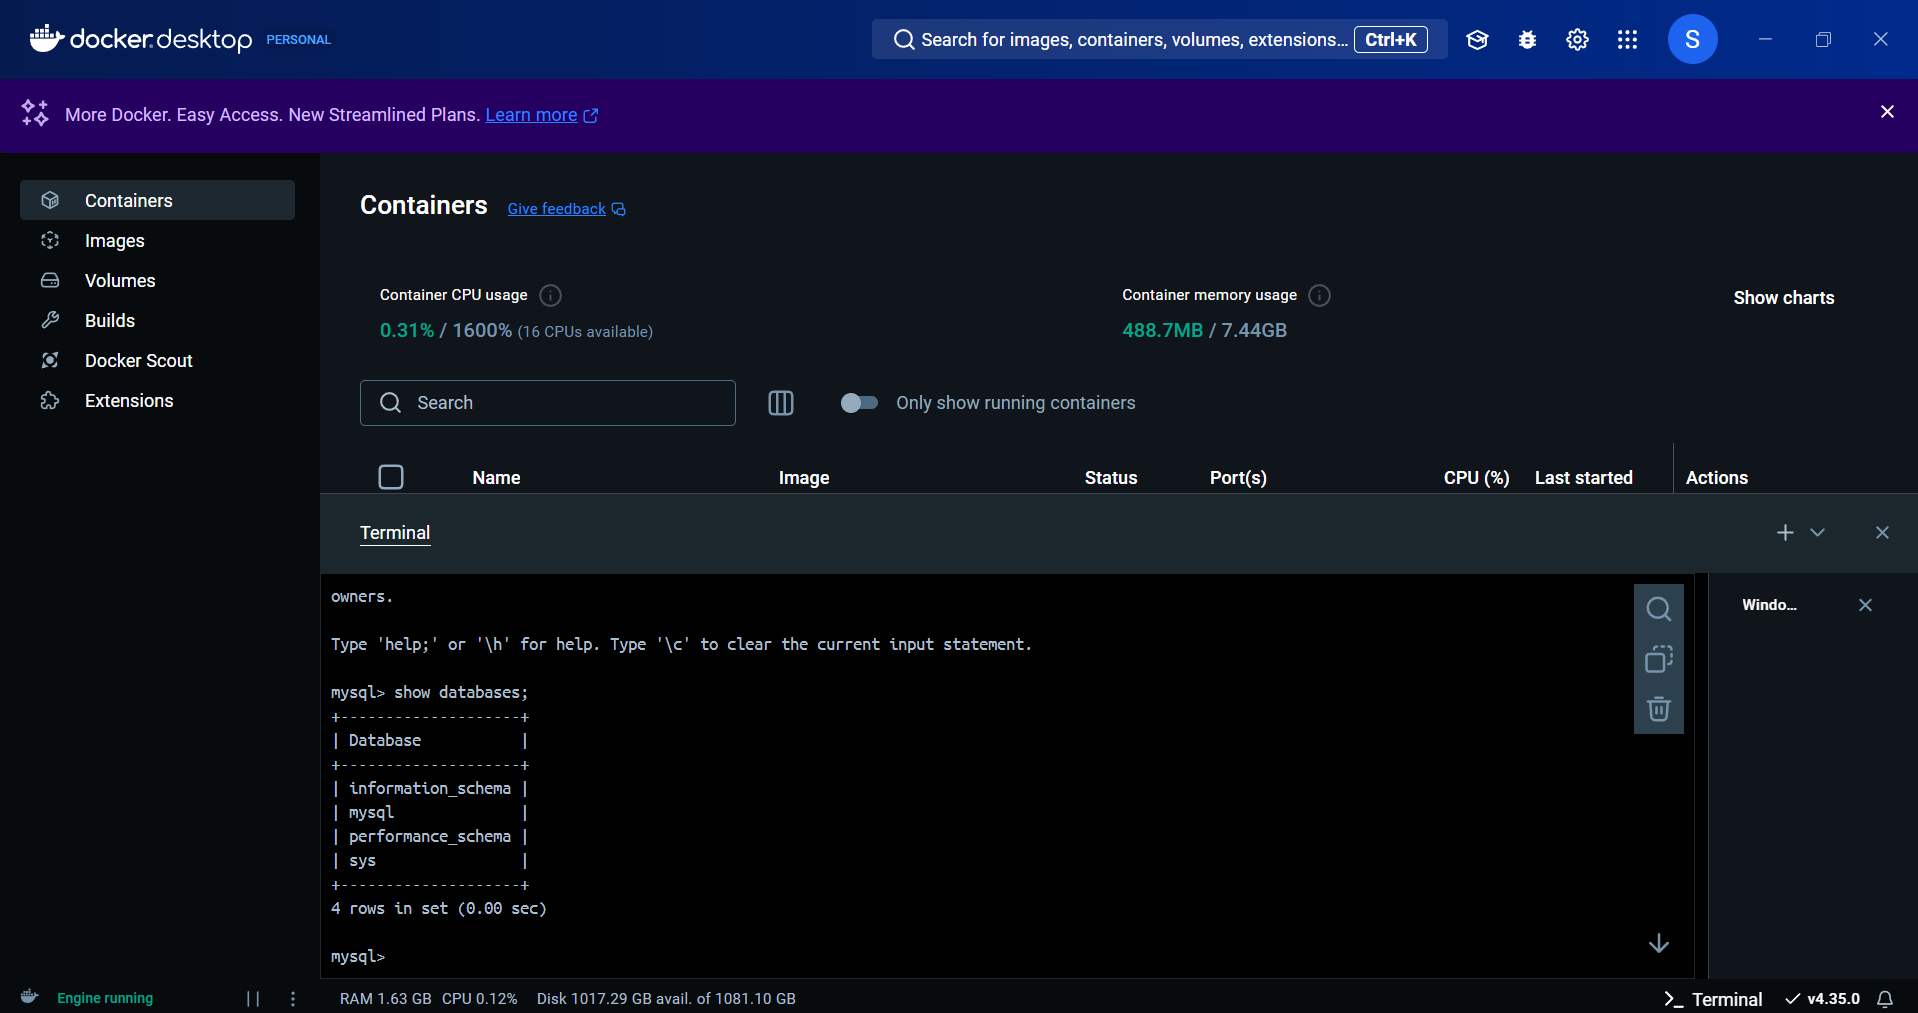 docker.desktop PERSONAL
Search for images, containers, volumes, extensions... Ctrl+K
S
More Docker. Easy Access. New Streamlined Plans. Learn more
Containers
Images
Volumes
Builds
Docker Scout
Extensions
Containers Give feedback
Container CPU usage
0.31% / 1600% (16 CPUs available)
Container memory usage
488.7MB / 7.44GB
Show charts
Search
Only show running containers
Name Image Status Port(s) CPU (%) Last started Actions
Terminal
owners.
Type 'help;' or '\h' for help. Type '\c' to clear the current input statement.
mysql> show databases;
+--------------------+
| Database           |
+--------------------+
| information_schema |
| mysql              |
| performance_schema |
| sys                |
+--------------------+
4 rows in set (0.00 sec)
mysql>
Windo...
Engine running
RAM 1.63 GB CPU 0.12% Disk 1017.29 GB avail. of 1081.10 GB
Terminal
v4.35.0